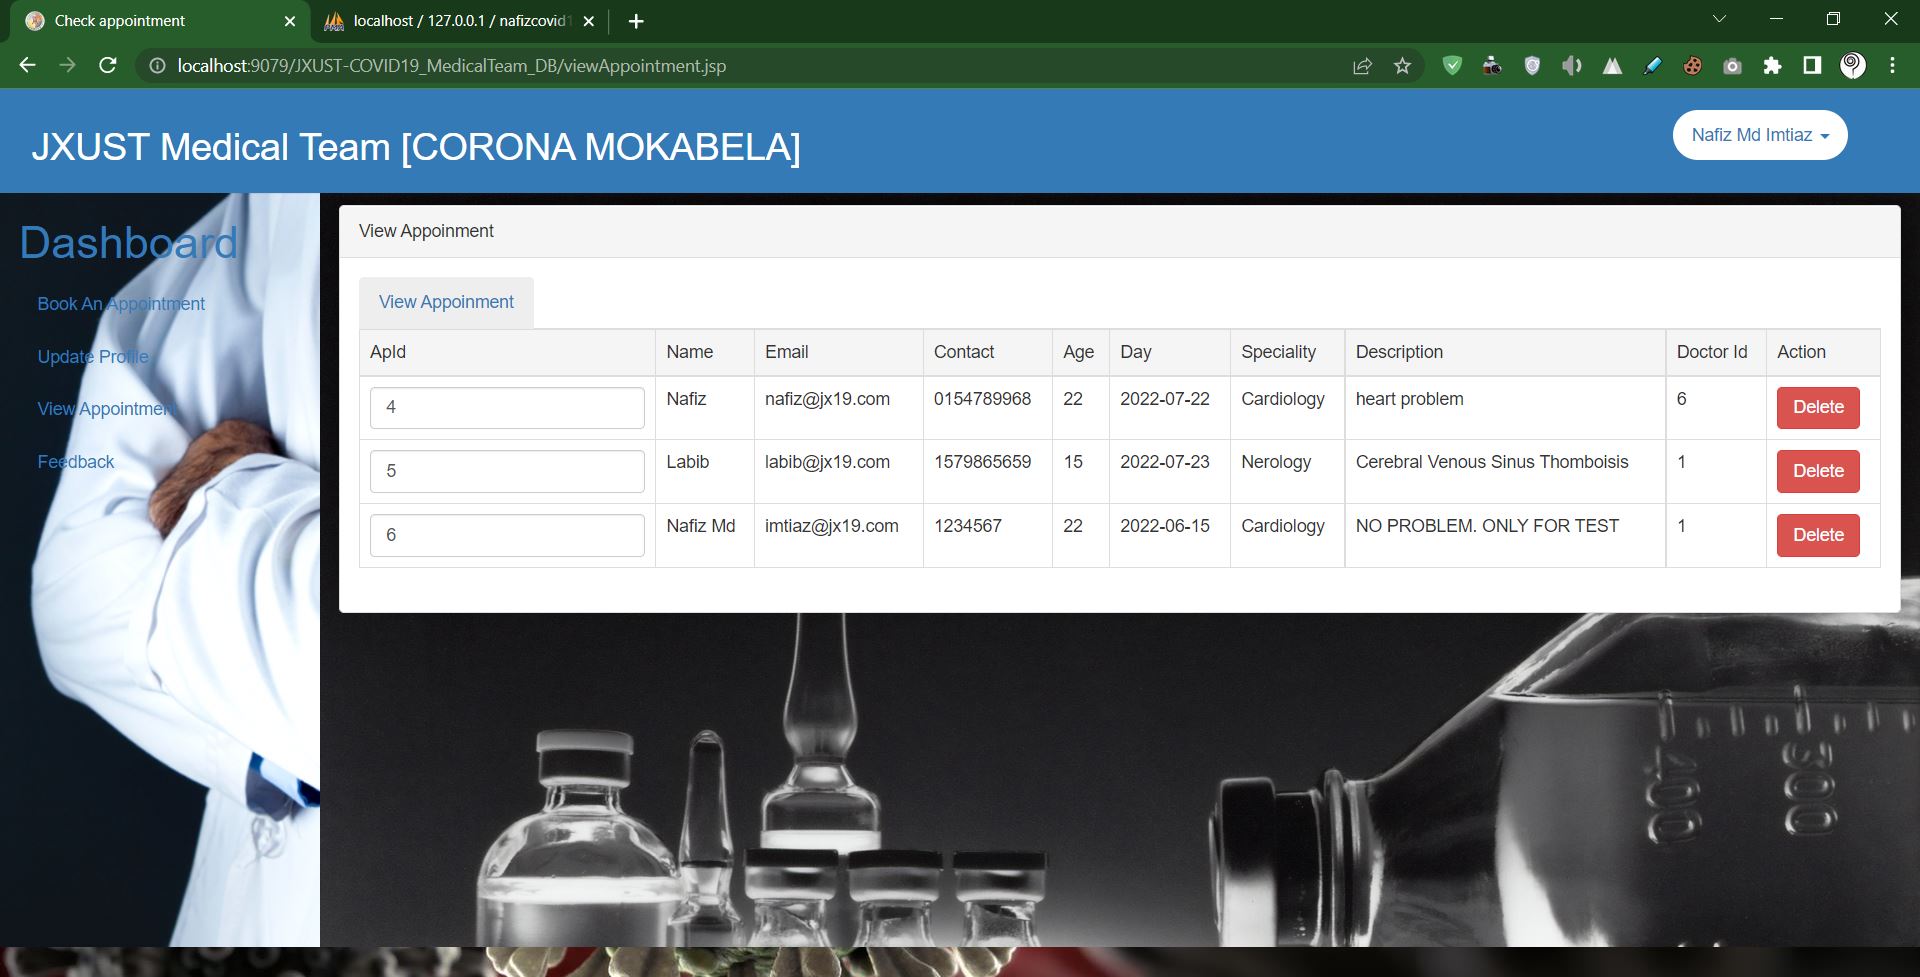 Check appointment
localhost / 127.0.0.1 / nafizcovid1
localhost:9079/JXUST-COVID19_MedicalTeam_DB/viewAppointment.jsp
JXUST Medical Team [CORONA MOKABELA]
Nafiz Md Imtiaz
Dashboard
Book An Appointment
Update Profile
View Appointment
Feedback
View Appoinment
View Appoinment
ApId Name Email Contact Age Day Speciality Description Doctor Id Action
4 Nafiz nafiz@jx19.com 0154789968 22 2022-07-22 Cardiology heart problem 6 Delete
5 Labib labib@jx19.com 1579865659 15 2022-07-23 Nerology Cerebral Venous Sinus Thomboisis 1 Delete
6 Nafiz Md imtiaz@jx19.com 1234567 22 2022-06-15 Cardiology NO PROBLEM. ONLY FOR TEST 1 Delete
400
300